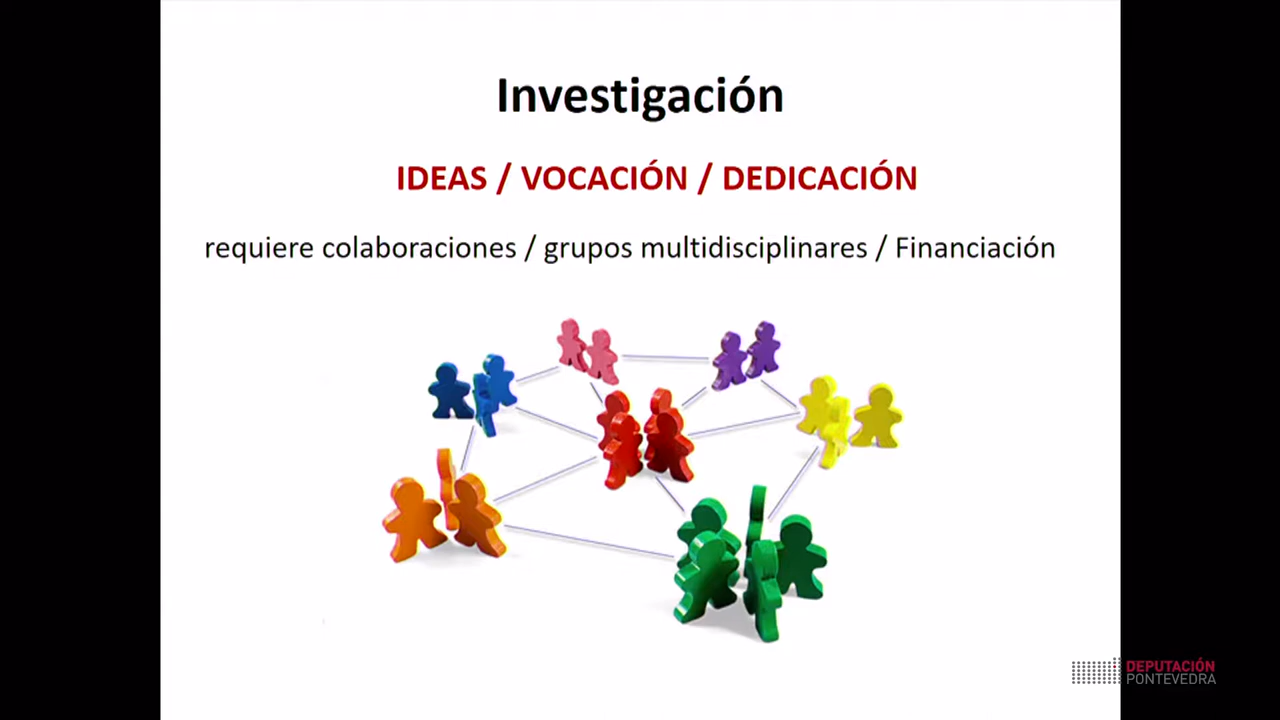 Investigación
IDEAS / VOCACIÓN / DEDICACIÓN
requiere colaboraciones / grupos multidisciplinares / Financiación
DEPUTACIÓN
PONTEVEDRA